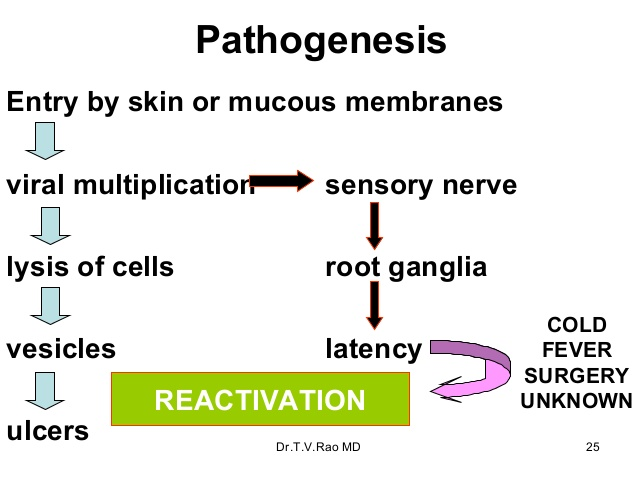 Pathogenesis
Entry by skin or mucous membranes
viral multiplication
sensory nerve
lysis of cells
root ganglia
vesicles
latency
COLD
FEVER
SURGERY
UNKNOWN
REACTIVATION
ulcers
Dr.T.V.Rao MD
25